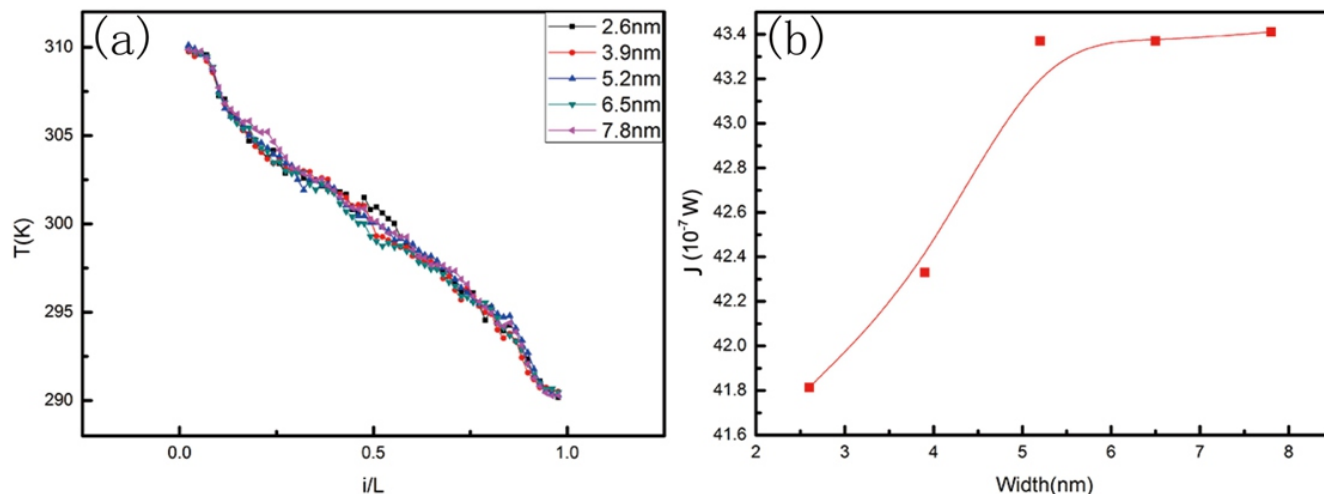 (a)
2.6nm
3.9nm
5.2nm
6.5nm
7.8nm
310
305
300
295
290
T(K)
0.0 0.5 1.0
i/L
(b)
43.4
43.2
43.0
42.8
42.6
42.4
42.2
42.0
41.8
41.6
J (10⁻⁷ W)
2 3 4 5 6 7 8
Width(nm)